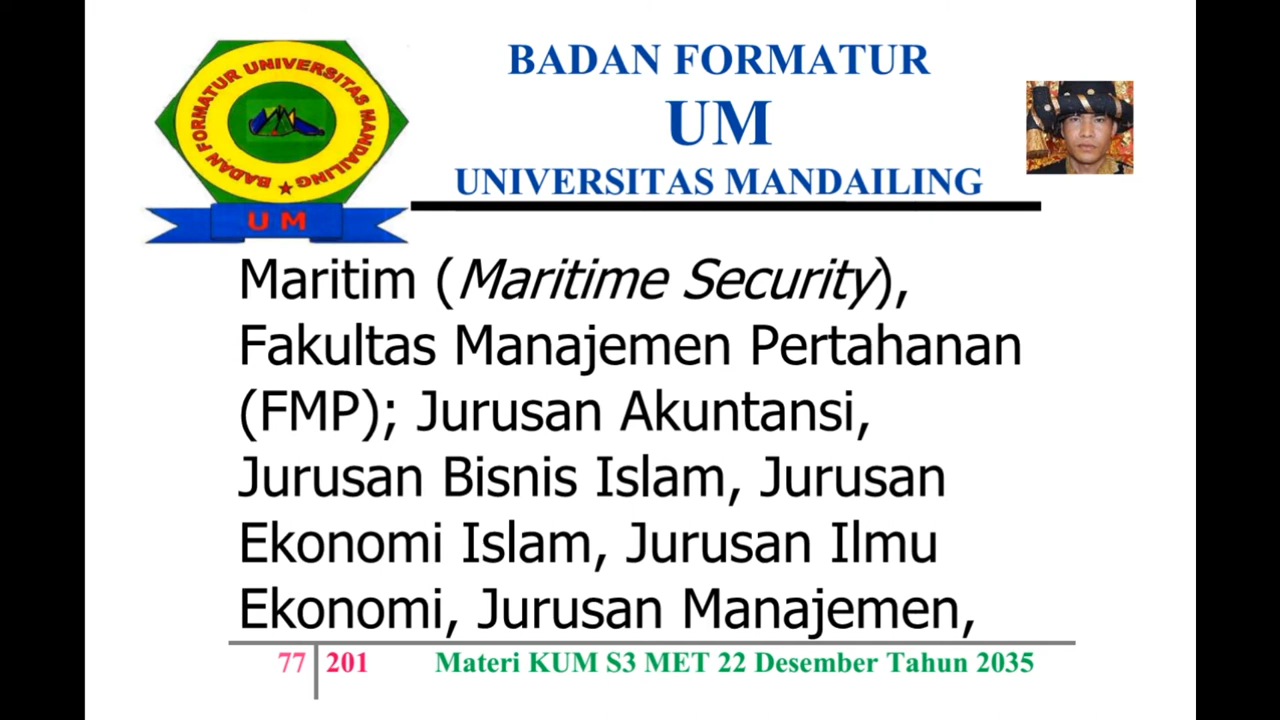 BADAN FORMATUR UNIVERSITAS MANDAILING
U M
BADAN FORMATUR
UM
UNIVERSITAS MANDAILING
Maritim (Maritime Security),
Fakultas Manajemen Pertahanan
(FMP); Jurusan Akuntansi,
Jurusan Bisnis Islam, Jurusan
Ekonomi Islam, Jurusan Ilmu
Ekonomi, Jurusan Manajemen,
77 201 Materi KUM S3 MET 22 Desember Tahun 2035